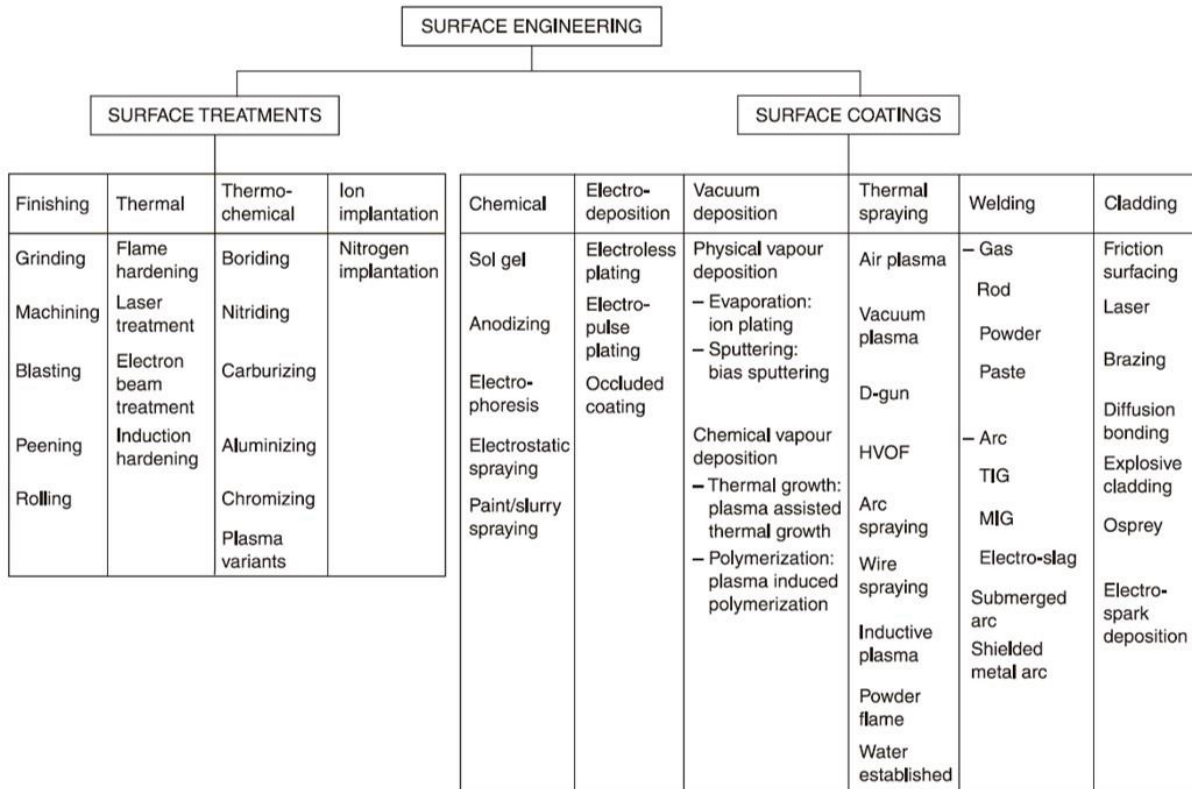 SURFACE ENGINEERING
SURFACE TREATMENTS
SURFACE COATINGS
Finishing
Grinding
Machining
Blasting
Peening
Rolling
Thermal
Flame
hardening
Laser
treatment
Electron
beam
treatment
Induction
hardening
Thermo-
chemical
Boriding
Nitriding
Carburizing
Aluminizing
Chromizing
Plasma
variants
Ion
implantation
Nitrogen
implantation
Chemical
Sol gel
Anodizing
Electro-
phoresis
Electrostatic
spraying
Paint/slurry
spraying
Electro-
deposition
Electroless
plating
Electro-
pulse
plating
Occluded
coating
Vacuum
deposition
Physical vapour
deposition
– Evaporation:
ion plating
– Sputtering:
bias sputtering
Chemical vapour
deposition
– Thermal growth:
plasma assisted
thermal growth
– Polymerization:
plasma induced
polymerization
Thermal
spraying
Air plasma
Vacuum
plasma
D-gun
HVOF
Arc
spraying
Wire
spraying
Inductive
plasma
Powder
flame
Water
established
Welding
– Gas
Rod
Powder
Paste
– Arc
TIG
MIG
Electro-slag
Submerged
arc
Shielded
metal arc
Cladding
Friction
surfacing
Laser
Brazing
Diffusion
bonding
Explosive
cladding
Osprey
Electro-
spark
deposition